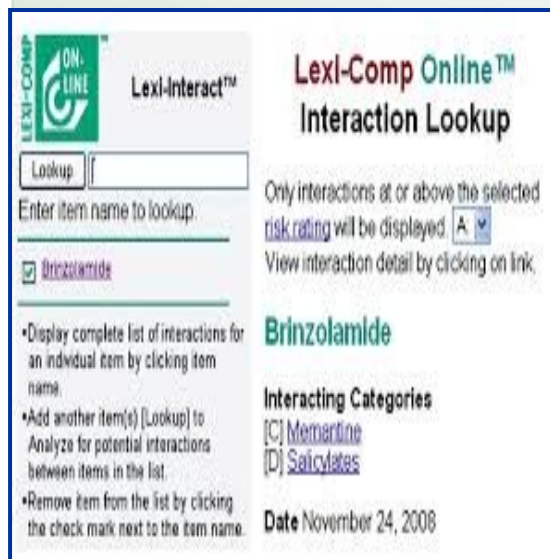 LEXI-COMP
ON-
LINE™
Lexi-Interact™
Lookup
Enter item name to lookup.
Brinzolamide
•Display complete list of interactions for
an individual item by clicking item
name.
•Add another item(s) [Lookup] to
Analyze for potential interactions
between items in the list.
•Remove item from the list by clicking
the check mark next to the item name.
Lexi-Comp Online™
Interaction Lookup
Only interactions at or above the selected
risk rating will be displayed. A
View interaction detail by clicking on link.
Brinzolamide
Interacting Categories
[C] Memantine
[D] Salicylates
Date November 24, 2008